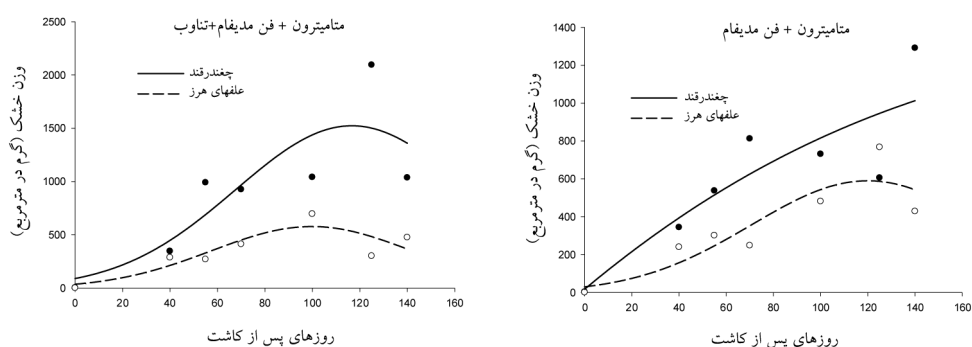 متامیترون + فن مدیفام+تناوب
چغندرقند
علفهای هرز
وزن خشک (گرم در مترمربع)
2500
2000
1500
1000
500
0
0 20 40 60 80 100 120 140 160
روزهای پس از کاشت
متامیترون + فن مدیفام
چغندرقند
علفهای هرز
وزن خشک (گرم در مترمربع)
1400
1200
1000
800
600
400
200
0
0 20 40 60 80 100 120 140 160
روزهای پس از کاشت